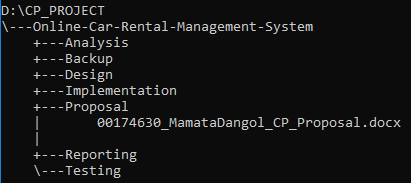 D:\CP_PROJECT
\---Online-Car-Rental-Management-System
    +---Analysis
    +---Backup
    +---Design
    +---Implementation
    +---Proposal
    |       00174630_MamataDangol_CP_Proposal.docx
    |
    +---Reporting
    \---Testing